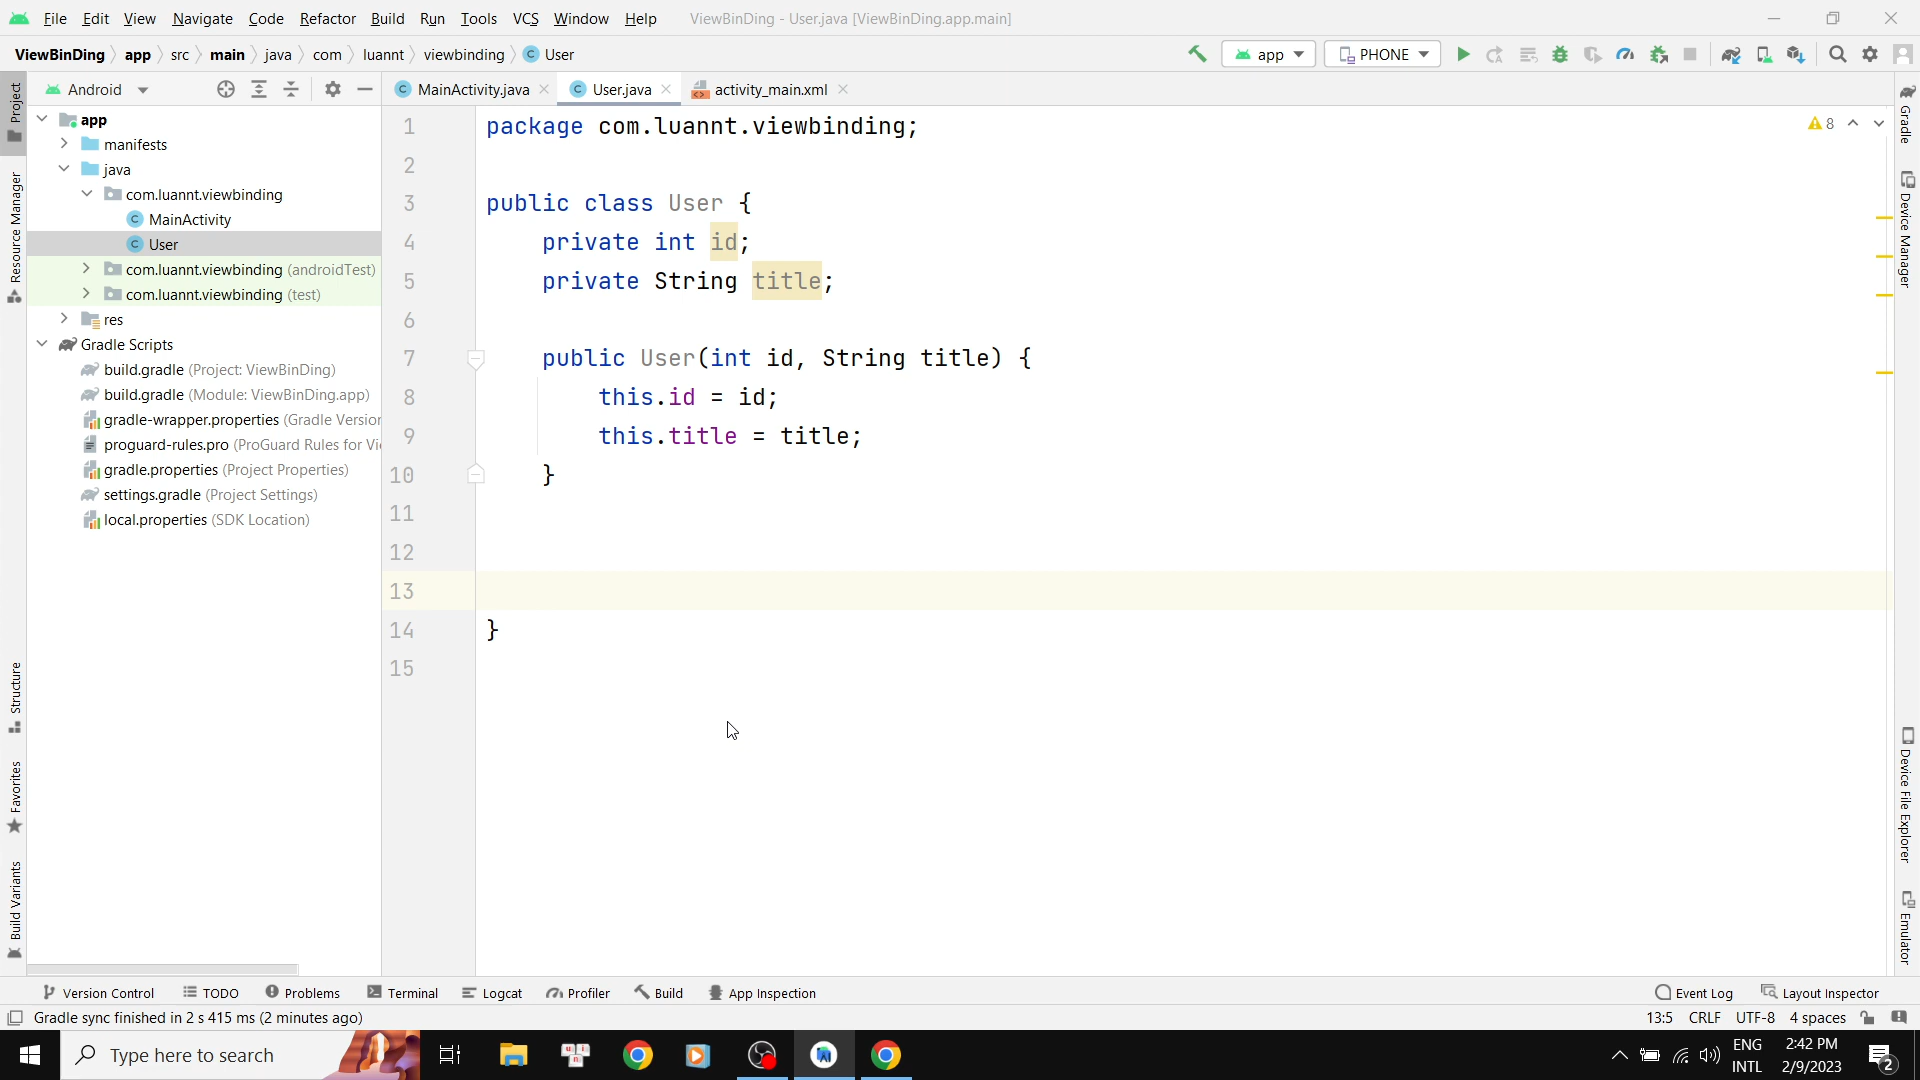 File Edit View Navigate Code Refactor Build Run Tools VCS Window Help ViewBinDing - User.java [ViewBinDing.app.main]
ViewBinDing app src main java com luannt viewbinding User app PHONE
Android MainActivity.java User.java activity_main.xml
app
manifests
java
com.luannt.viewbinding
MainActivity
User
com.luannt.viewbinding (androidTest)
com.luannt.viewbinding (test)
res
Gradle Scripts
build.gradle (Project: ViewBinDing)
build.gradle (Module: ViewBinDing.app)
gradle-wrapper.properties (Gradle Version
proguard-rules.pro (ProGuard Rules for Vi
gradle.properties (Project Properties)
settings.gradle (Project Settings)
local.properties (SDK Location)
1 package com.luannt.viewbinding;
2
3 public class User {
4 private int id;
5 private String title;
6
7 public User(int id, String title) {
8 this.id = id;
9 this.title = title;
10 }
11
12
13
14 }
15
8
Project
Resource Manager
Structure
Favorites
Build Variants
Gradle
Device Manager
Device File Explorer
Emulator
Version Control TODO Problems Terminal Logcat Profiler Build App Inspection Event Log Layout Inspector
Gradle sync finished in 2 s 415 ms (2 minutes ago) 13:5 CRLF UTF-8 4 spaces
Type here to search
ENG
INTL
2:42 PM
2/9/2023
2